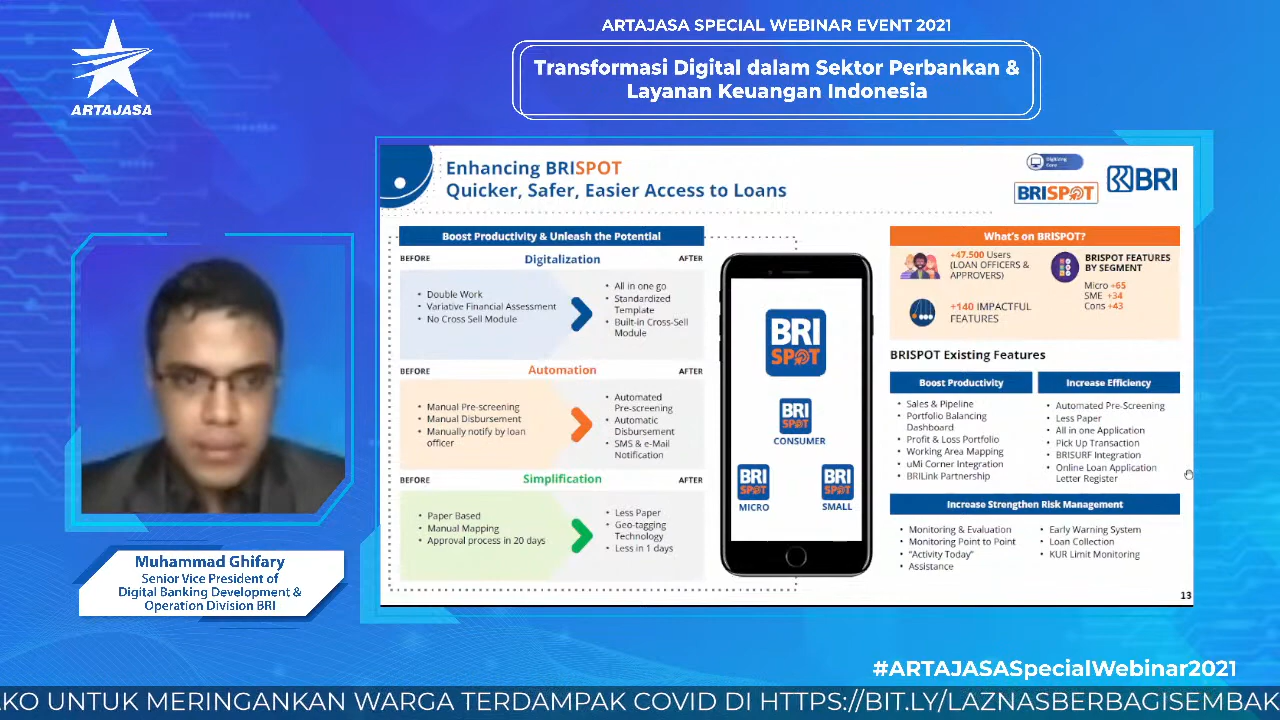 ARTAJASA SPECIAL WEBINAR EVENT 2021
Transformasi Digital dalam Sektor Perbankan &
Layanan Keuangan Indonesia
ARTAJASA
Enhancing BRISPOT
Quicker, Safer, Easier Access to Loans
Digitizing
Core
BRISPOT
BRI
Boost Productivity & Unleash the Potential
BEFORE
Digitalization
AFTER
• Double Work
• Variative Financial Assessment
• No Cross Sell Module
• All in one go
• Standardized
Template
• Built-in Cross-Sell
Module
BEFORE
Automation
AFTER
• Manual Pre-screening
• Manual Disbursement
• Manually notify by loan
officer
• Automated
Pre-screening
• Automatic
Disbursement
• SMS & e-Mail
Notification
BEFORE
Simplification
AFTER
• Paper Based
• Manual Mapping
• Approval process in 20 days
• Less Paper
• Geo-tagging
Technology
• Less in 1 days
BRI
SPOT
BRI
SPOT
CONSUMER
BRI
SPOT
MICRO
BRI
SPOT
SMALL
What's on BRISPOT?
+47.500 Users
(LOAN OFFICERS &
APPROVERS)
+140 IMPACTFUL
FEATURES
BRISPOT FEATURES
BY SEGMENT
Micro +65
SME +34
Cons +43
BRISPOT Existing Features
Boost Productivity
• Sales & Pipeline
• Portfolio Balancing
Dashboard
• Profit & Loss Portfolio
• Working Area Mapping
• uMi Corner Integration
• BRILink Partnership
Increase Efficiency
• Automated Pre-Screening
• Less Paper
• All in one Application
• Pick Up Transaction
• BRISURF Integration
• Online Loan Application
Letter Register
Increase Strengthen Risk Management
• Monitoring & Evaluation
• Monitoring Point to Point
• "Activity Today"
• Assistance
• Early Warning System
• Loan Collection
• KUR Limit Monitoring
13
Muhammad Ghifary
Senior Vice President of
Digital Banking Development &
Operation Division BRI
#ARTAJASASpecialWebinar2021
AKO UNTUK MERINGANKAN WARGA TERDAMPAK COVID DI HTTPS://BIT.LY/LAZNASBERBAGISEMBAK